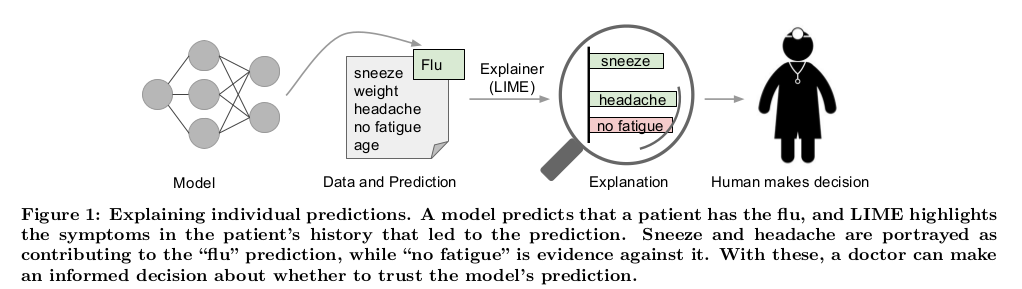 Flu
sneeze
weight
headache
no fatigue
age
Explainer
(LIME)
sneeze
headache
no fatigue
Model
Data and Prediction
Explanation
Human makes decision
Figure 1: Explaining individual predictions. A model predicts that a patient has the flu, and LIME highlights
the symptoms in the patient's history that led to the prediction. Sneeze and headache are portrayed as
contributing to the “flu” prediction, while “no fatigue” is evidence against it. With these, a doctor can make
an informed decision about whether to trust the model's prediction.